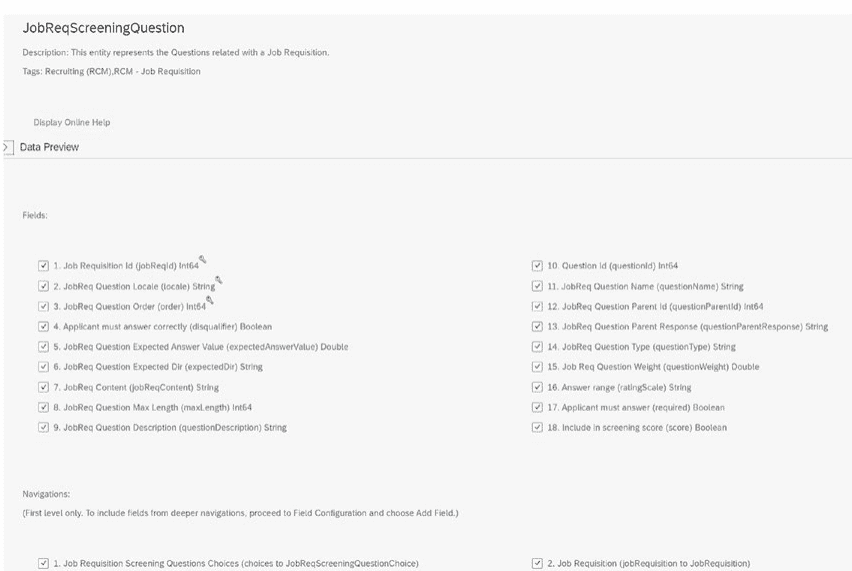 JobReqScreeningQuestion
Description: This entity represents the Questions related with a Job Requisition.
Tags: Recruiting (RCM),RCM - Job Requisition
Display Online Help
Data Preview
Fields:
1. Job Requisition Id (jobReqId) Int64
2. JobReq Question Locale (locale) String
3. JobReq Question Order (order) Int64
4. Applicant must answer correctly (disqualifier) Boolean
5. JobReq Question Expected Answer Value (expectedAnswerValue) Double
6. JobReq Question Expected Dir (expectedDir) String
7. JobReq Content (jobReqContent) String
8. JobReq Question Max Length (maxLength) Int64
9. JobReq Question Description (questionDescription) String
10. Question Id (questionId) Int64
11. JobReq Question Name (questionName) String
12. JobReq Question Parent Id (questionParentId) Int64
13. JobReq Question Parent Response (questionParentResponse) String
14. JobReq Question Type (questionType) String
15. Job Req Question Weight (questionWeight) Double
16. Answer range (ratingScale) String
17. Applicant must answer (required) Boolean
18. Include in screening score (score) Boolean
Navigations:
(First level only. To include fields from deeper navigations, proceed to Field Configuration and choose Add Field.)
1. Job Requisition Screening Questions Choices (choices to JobReqScreeningQuestionChoice)
2. Job Requisition (jobRequisition to JobRequisition)